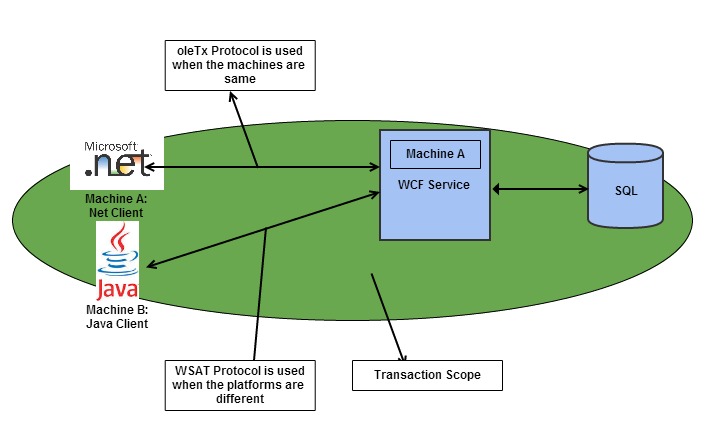 oleTx Protocol is used
when the machines are
same
Microsoft
.net
Machine A
WCF Service
SQL
Machine A:
Net Client
Java
Machine B:
Java Client
WSAT Protocol is used
when the platforms are
different
Transaction Scope